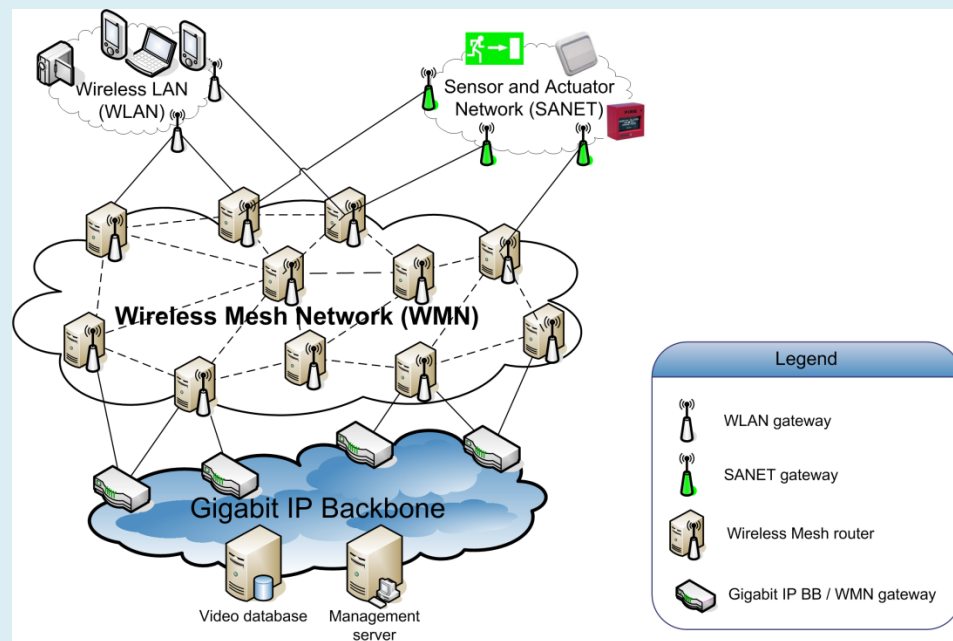 Wireless LAN
(WLAN)
Sensor and Actuator
Network (SANET)
Wireless Mesh Network (WMN)
Gigabit IP Backbone
Video database
Management
server
Legend
WLAN gateway
SANET gateway
Wireless Mesh router
Gigabit IP BB / WMN gateway